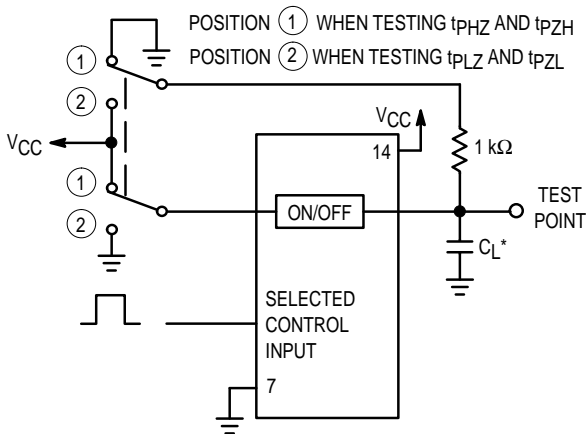 POSITION 1 WHEN TESTING tPHZ AND tPZH
POSITION 2 WHEN TESTING tPLZ AND tPZL
1
2
VCC
1
2
VCC
14
1 kΩ
TEST
POINT
ON/OFF
CL*
SELECTED
CONTROL
INPUT
7